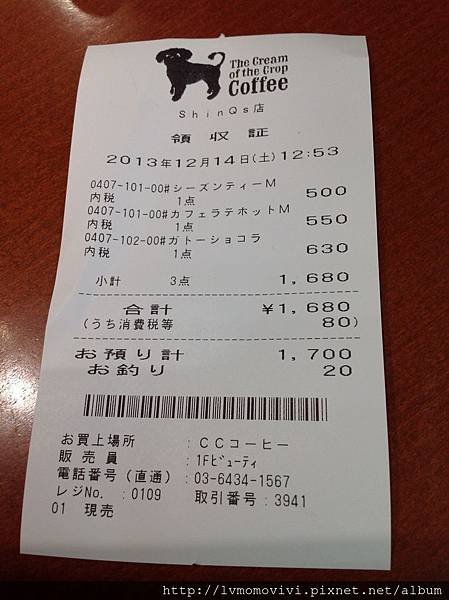 The Cream
of the Crop
Coffee
ShinQs店
領収証
2013年12月14日(土)12:53
0407-101-00#シーズンティーM
内税 1点 500
0407-101-00#カフェラテホットM
内税 1点 550
0407-102-00#ガトーショコラ
内税 1点 630
小計 3点 1,680
合計 ¥1,680
(うち消費税等 80)
お預り計 1,700
お釣り 20
お買上場所 :CCコーヒー
販売員 :1Fビューティ
電話番号(直通):03-6434-1567
レジNo. :0109 取引番号:3941
01 現売
http://lvmomovivi.pixnet.net/album